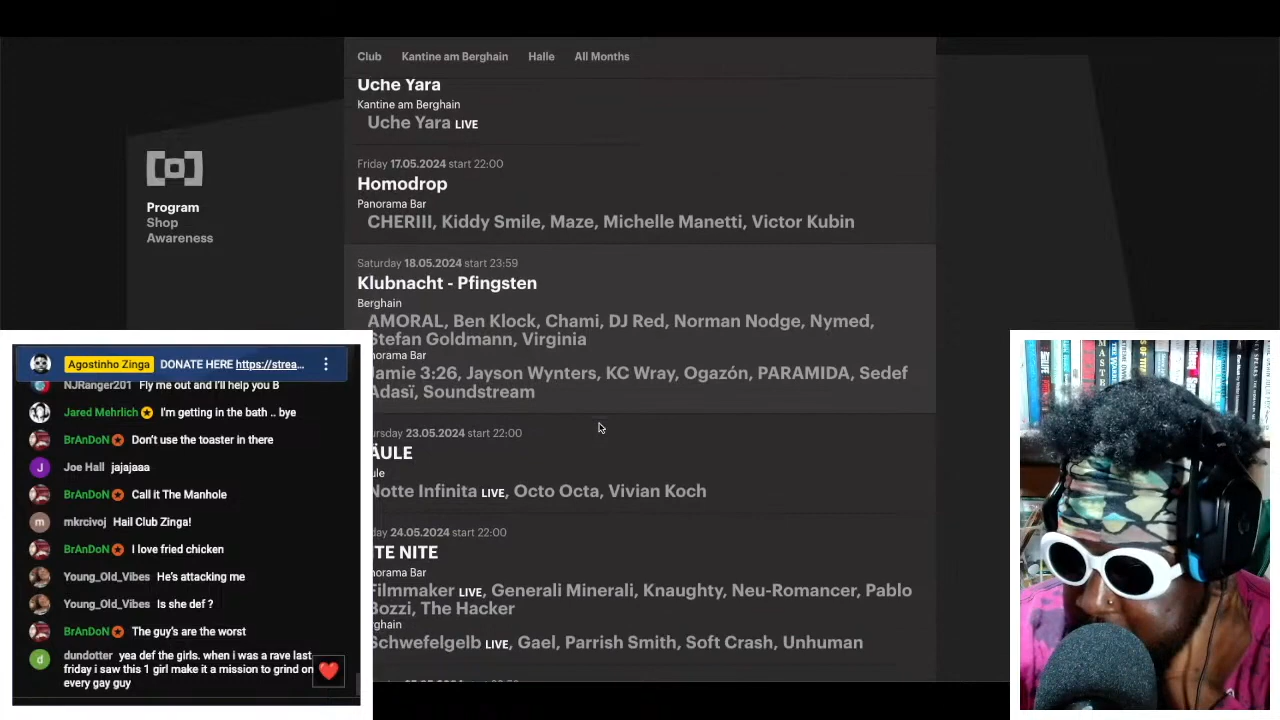 Club Kantine am Berghain Halle All Months
Uche Yara
Kantine am Berghain
Uche Yara LIVE
Friday 17.05.2024 start 22:00
Homodrop
Panorama Bar
CHERIII, Kiddy Smile, Maze, Michelle Manetti, Victor Kubin
Program
Shop
Awareness
Saturday 18.05.2024 start 23:59
Klubnacht - Pfingsten
Berghain
AMORAL, Ben Klock, Chami, DJ Red, Norman Nodge, Nymed,
Stefan Goldmann, Virginia
norama Bar
Jamie 3:26, Jayson Wynters, KC Wray, Ogazón, PARAMIDA, Sedef
Adasï, Soundstream
ursday 23.05.2024 start 22:00
ÄULE
ule
Notte Infinita LIVE, Octo Octa, Vivian Koch
day 24.05.2024 start 22:00
TE NITE
norama Bar
Filmmaker LIVE, Generali Minerali, Knaughty, Neu-Romancer, Pablo
Bozzi, The Hacker
ghain
Schwefelgelb LIVE, Gael, Parrish Smith, Soft Crash, Unhuman
Agostinho Zinga DONATE HERE https://strea...
NJRanger201 Fly me out and I'll help you B
Jared Mehrlich I'm getting in the bath .. bye
BrAnDoN Don't use the toaster in there
J Joe Hall jajajaaa
BrAnDoN Call it The Manhole
m mkrcivoj Hail Club Zinga!
BrAnDoN I love fried chicken
Young_Old_Vibes He's attacking me
Young_Old_Vibes Is she def ?
BrAnDoN The guy's are the worst
d dundotter yea def the girls. when i was a rave last
friday i saw this 1 girl make it a mission to grind on
every gay guy